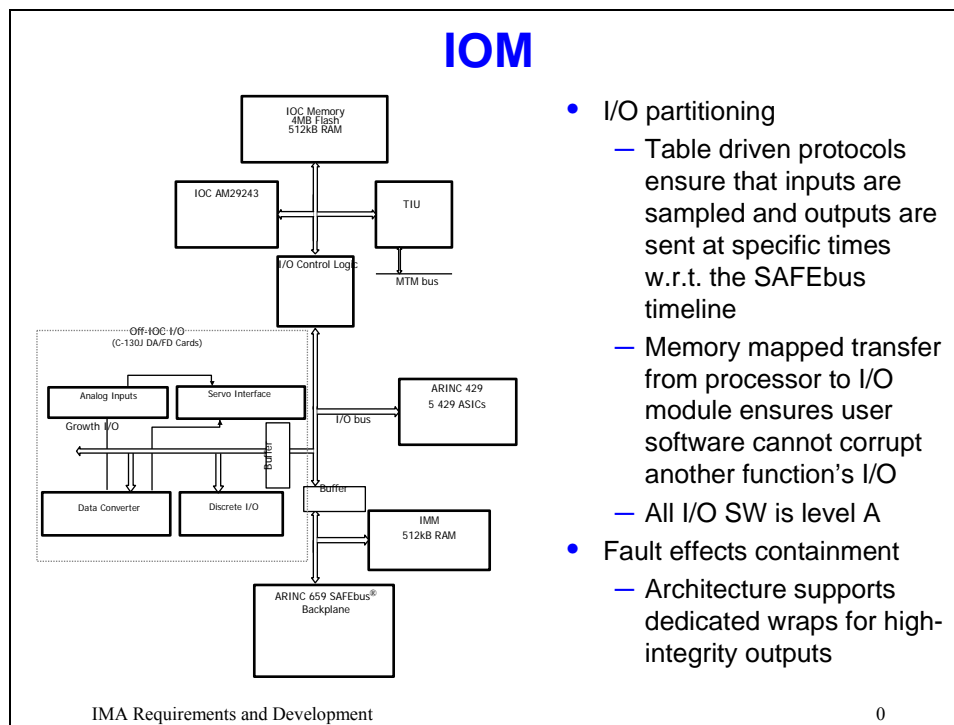 IOM
IOC Memory
4MB Flash
512kB RAM
IOC AM29243
TIU
I/O Control Logic
MTM bus
Off-IOC I/O
(C-130J DA/FD Cards)
Analog Inputs
Servo Interface
Growth I/O
Buffer
I/O bus
ARINC 429
5 429 ASICs
Data Converter
Discrete I/O
Buffer
IMM
512kB RAM
ARINC 659 SAFEbus®
Backplane
• I/O partitioning
— Table driven protocols
ensure that inputs are
sampled and outputs are
sent at specific times
w.r.t. the SAFEbus
timeline
— Memory mapped transfer
from processor to I/O
module ensures user
software cannot corrupt
another function's I/O
— All I/O SW is level A
• Fault effects containment
— Architecture supports
dedicated wraps for high-
integrity outputs
IMA Requirements and Development
0